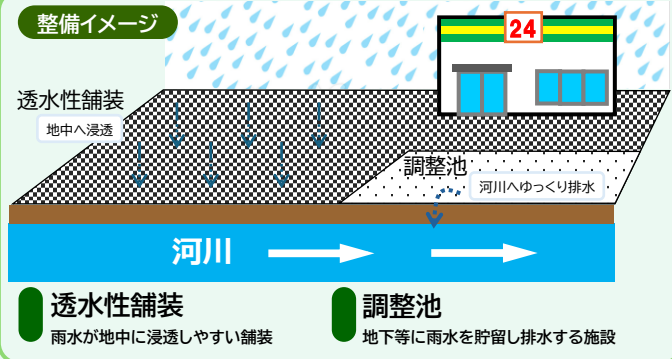 整備イメージ
24
透水性舗装
地中へ浸透
調整池
河川へゆっくり排水
河川
透水性舗装
雨水が地中に浸透しやすい舗装
調整池
地下等に雨水を貯留し排水する施設